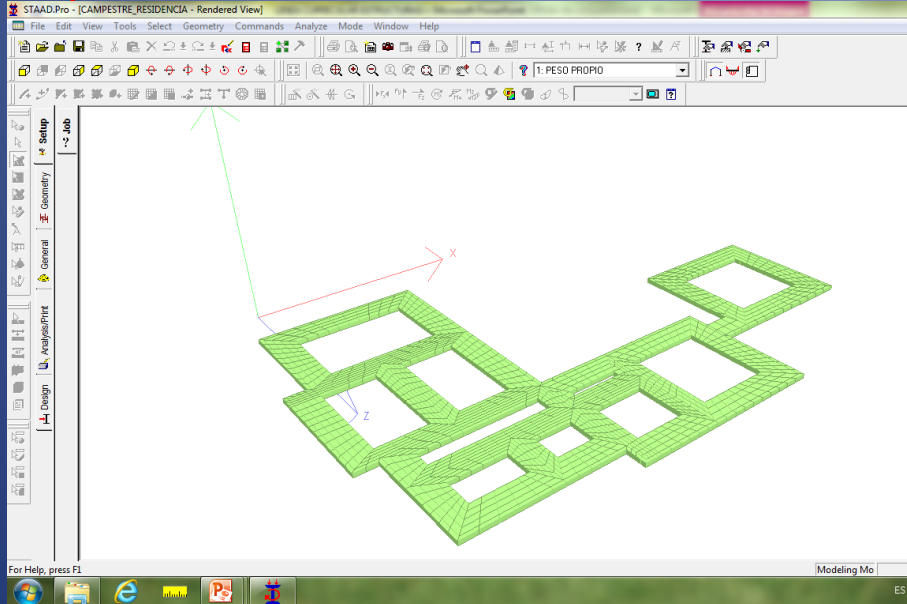 STAAD.Pro - [CAMPESTRE_RESIDENCIA - Rendered View]
File Edit View Tools Select Geometry Commands Analyze Mode Window Help
1: PESO PROPIO
Setup
Job
Geometry
General
Analysis/Print
Design
X
Z
For Help, press F1
Modeling Mo
ES